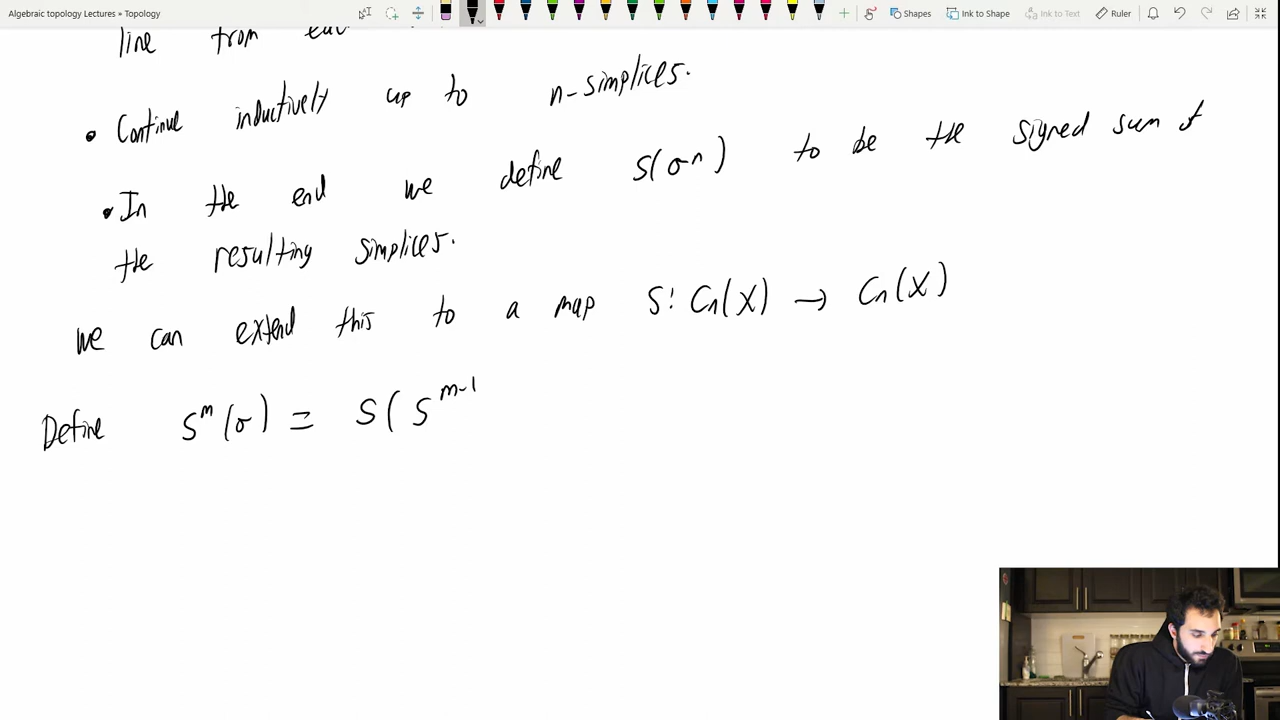 Algebraic topology Lectures » Topology
Shapes Ink to Shape Ink to Text Ruler
line from
• Continue inductively up to n-simplices.
• In the end we define S(σⁿ) to be the signed sum of
the resulting simplices.
We can extend this to a map S: Cn(X) → Cn(X)
Define S^m(σ) = S( S^{m-1}